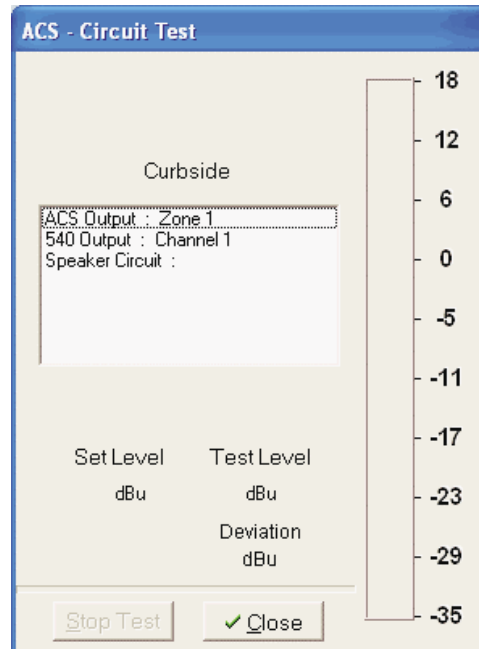 ACS - Circuit Test
Curbside
ACS Output : Zone 1
540 Output : Channel 1
Speaker Circuit :
Set Level Test Level
dBu dBu
Deviation
dBu
Stop Test Close
18
12
6
0
-5
-11
-17
-23
-29
-35